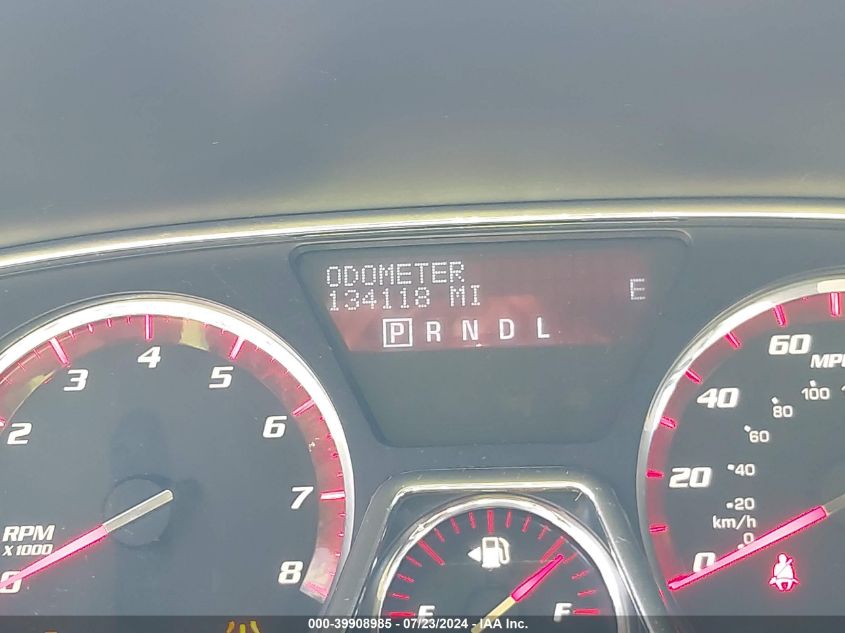 ODOMETER
134118 MI
E
P R N D L
2 3 4 5 6 7 8
RPM
X 1000
0
E F
0 20 40 60
MPH
0 20 40 60 80 100
km/h
000-39908985 - 07/23/2024 - IAA Inc.